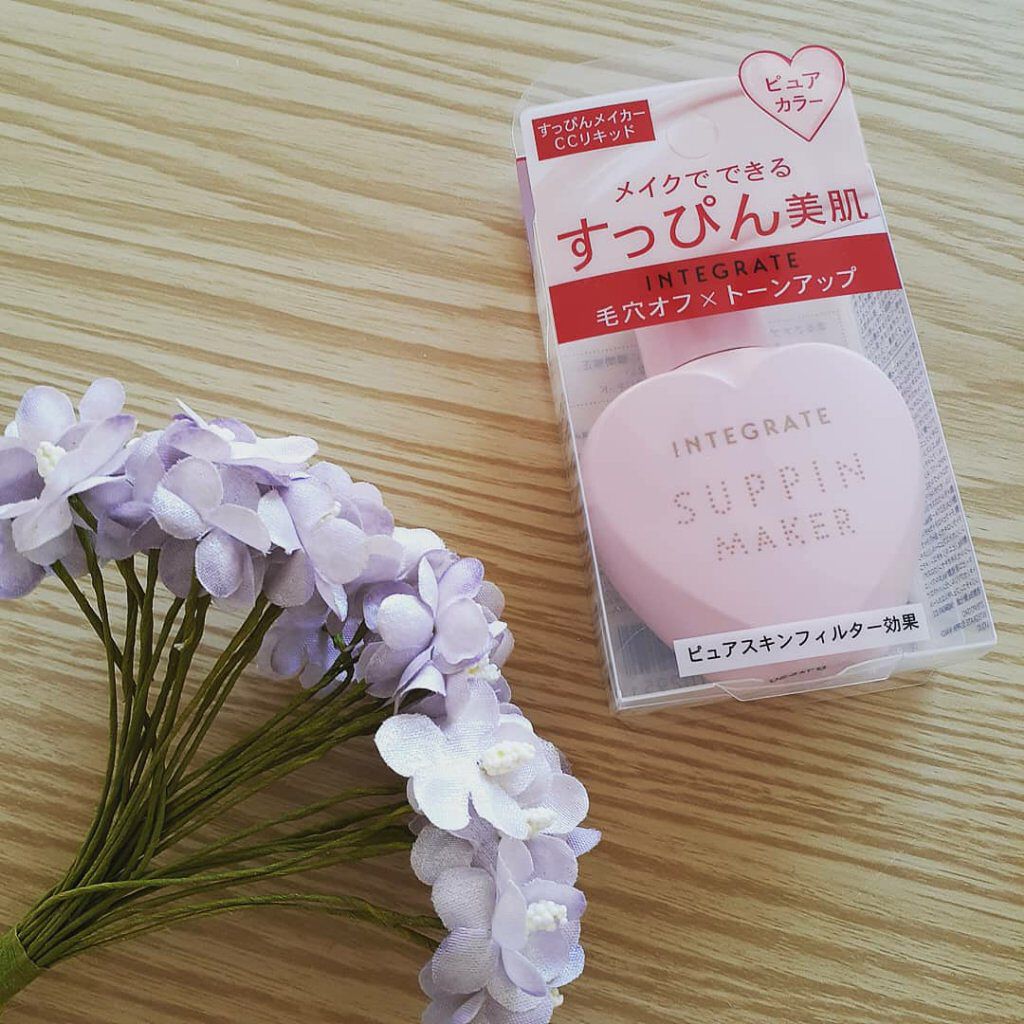 ピュア
カラー
すっぴんメイカー
CCリキッド
メイクでできる
すっぴん美肌
INTEGRATE
毛穴オフ×トーンアップ
INTEGRATE
SUPPIN
MAKER
ピュアスキンフィルター効果